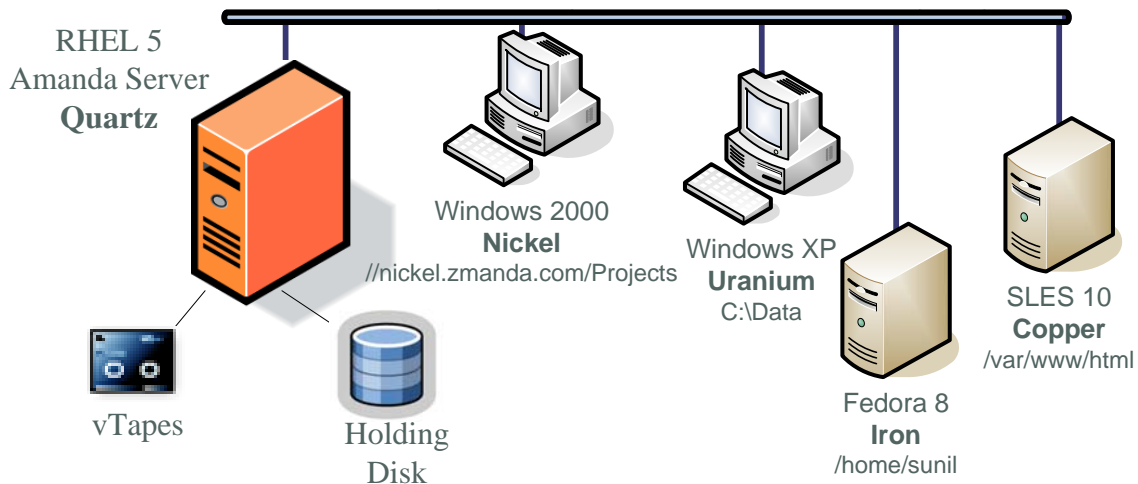 RHEL 5
Amanda Server
Quartz
Windows 2000
Nickel
//nickel.zmanda.com/Projects
Windows XP
Uranium
C:\Data
SLES 10
Copper
/var/www/html
Fedora 8
Iron
/home/sunil
vTapes
Holding
Disk